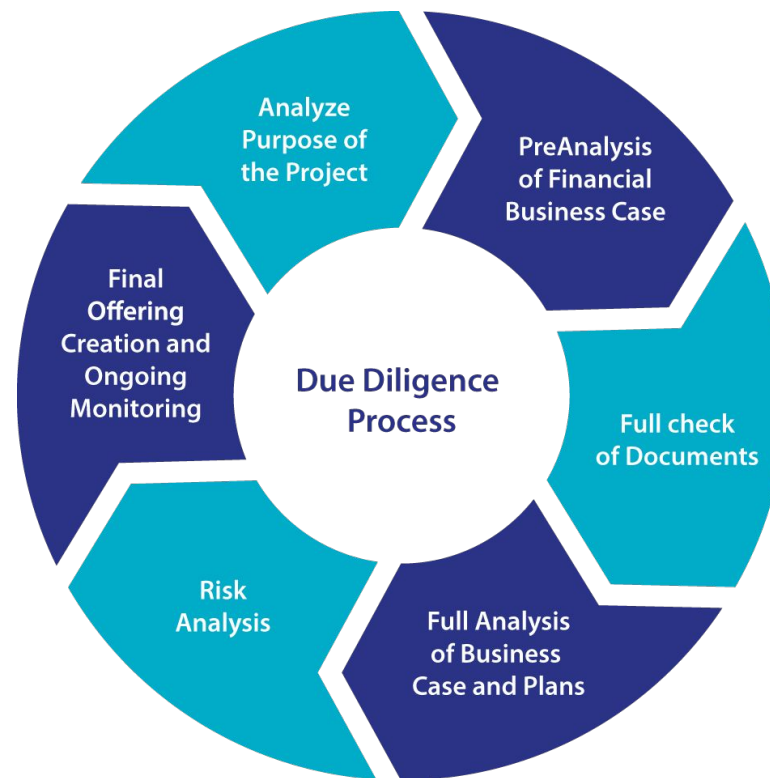 Analyze
Purpose of
the Project
PreAnalysis
of Financial
Business Case
Full check
of Documents
Full Analysis
of Business
Case and Plans
Risk
Analysis
Final
Offering
Creation and
Ongoing
Monitoring
Due Diligence
Process